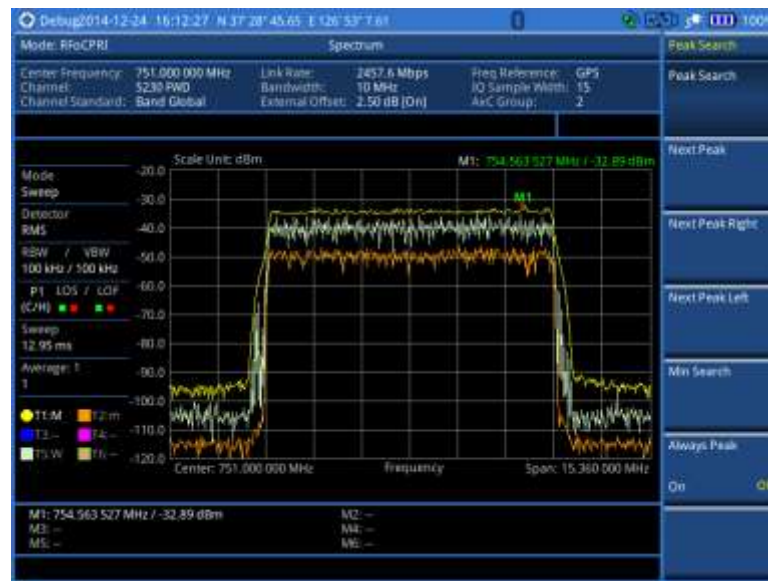 Debug2014-12-24 16:12:27 N 37° 28' 45.65 E 126° 53' 7.61
100%
Mode: RFoCPRI
Spectrum
Peak Search
Center Frequency: 751.000 000 MHz
Link Rate: 2457.6 Mbps
Freq Reference: GPS
Channel: 5230 FWD
Bandwidth: 10 MHz
IQ Sample Width: 15
Channel Standard: Band Global
External Offset: 2.50 dB (On)
AxC Group: 2
Peak Search
Next Peak
Next Peak Right
Next Peak Left
Min Search
Always Peak
On
Mode
Sweep
Detector
RMS
RBW / VBW
100 kHz / 100 kHz
P1 LOS / LOF
(C/H)
Sweep
12.95 ms
Average: 1
1
T1:M T2:m
T3:-- T4:--
T5:W T6:--
Scale Unit: dBm
M1: 754.563 527 MHz / -32.89 dBm
M1
-20.0
-30.0
-40.0
-50.0
-60.0
-70.0
-80.0
-90.0
-100.0
-110.0
-120.0
Center: 751.000 000 MHz
Frequency
Span: 15.360 000 MHz
M1: 754.563 527 MHz / -32.89 dBm
M2: --
M3: --
M4: --
M5: --
M6: --